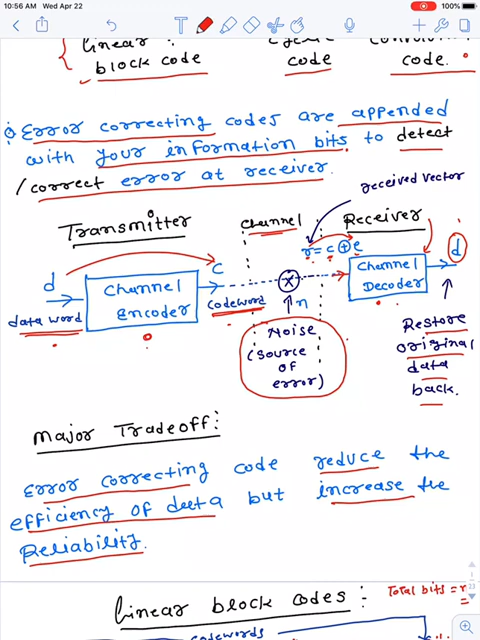 10:56 AM Wed Apr 22
100%
linear :
block code
code
code.
Error correcting codes are appended
with your information bits. to detect
/correct error at receiver.
received vector
Transmitter
channel
Receiver
r = c ⊕ e
d
Channel
Encoder
c
Channel
Decoder
d
data word
codeword
n
Noise
(source
of
error)
Restore
original
data
back.
Major Tradeoff:
Error correcting code reduce the
efficiency of data but increase the
Reliability.
Total bits =
linear block codes :
codewords